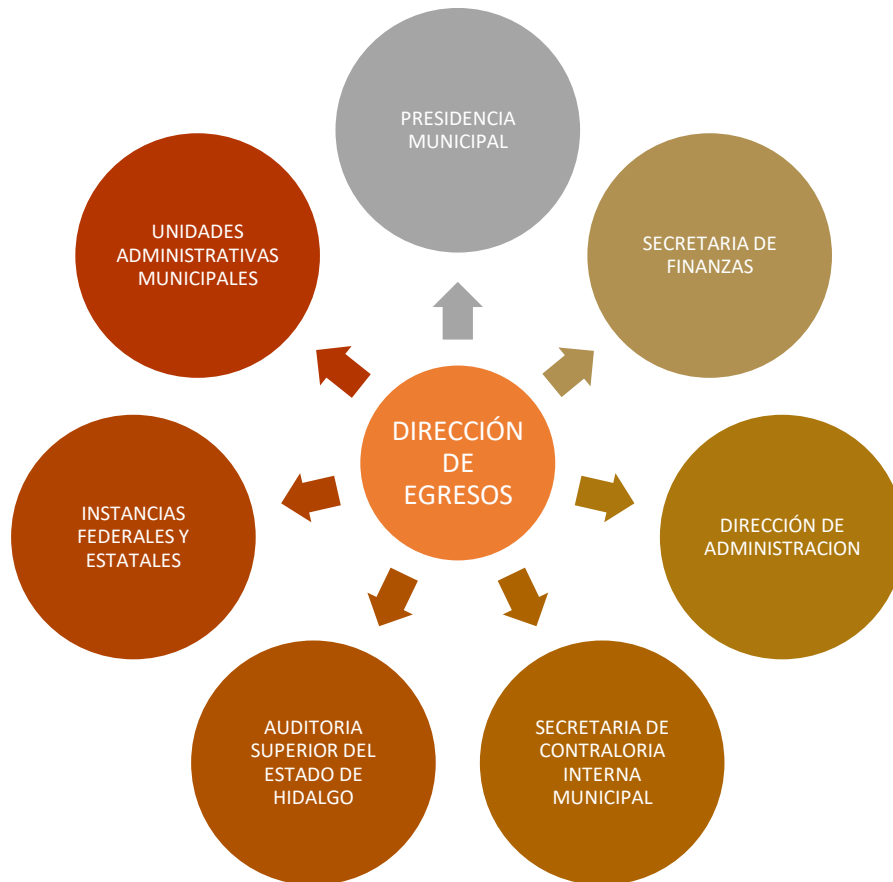 PRESIDENCIA
MUNICIPAL
SECRETARIA DE
FINANZAS
DIRECCIÓN DE
ADMINISTRACION
SECRETARIA DE
CONTRALORIA
INTERNA
MUNICIPAL
AUDITORIA
SUPERIOR DEL
ESTADO DE
HIDALGO
INSTANCIAS
FEDERALES Y
ESTATALES
UNIDADES
ADMINISTRATIVAS
MUNICIPALES
DIRECCIÓN
DE
EGRESOS